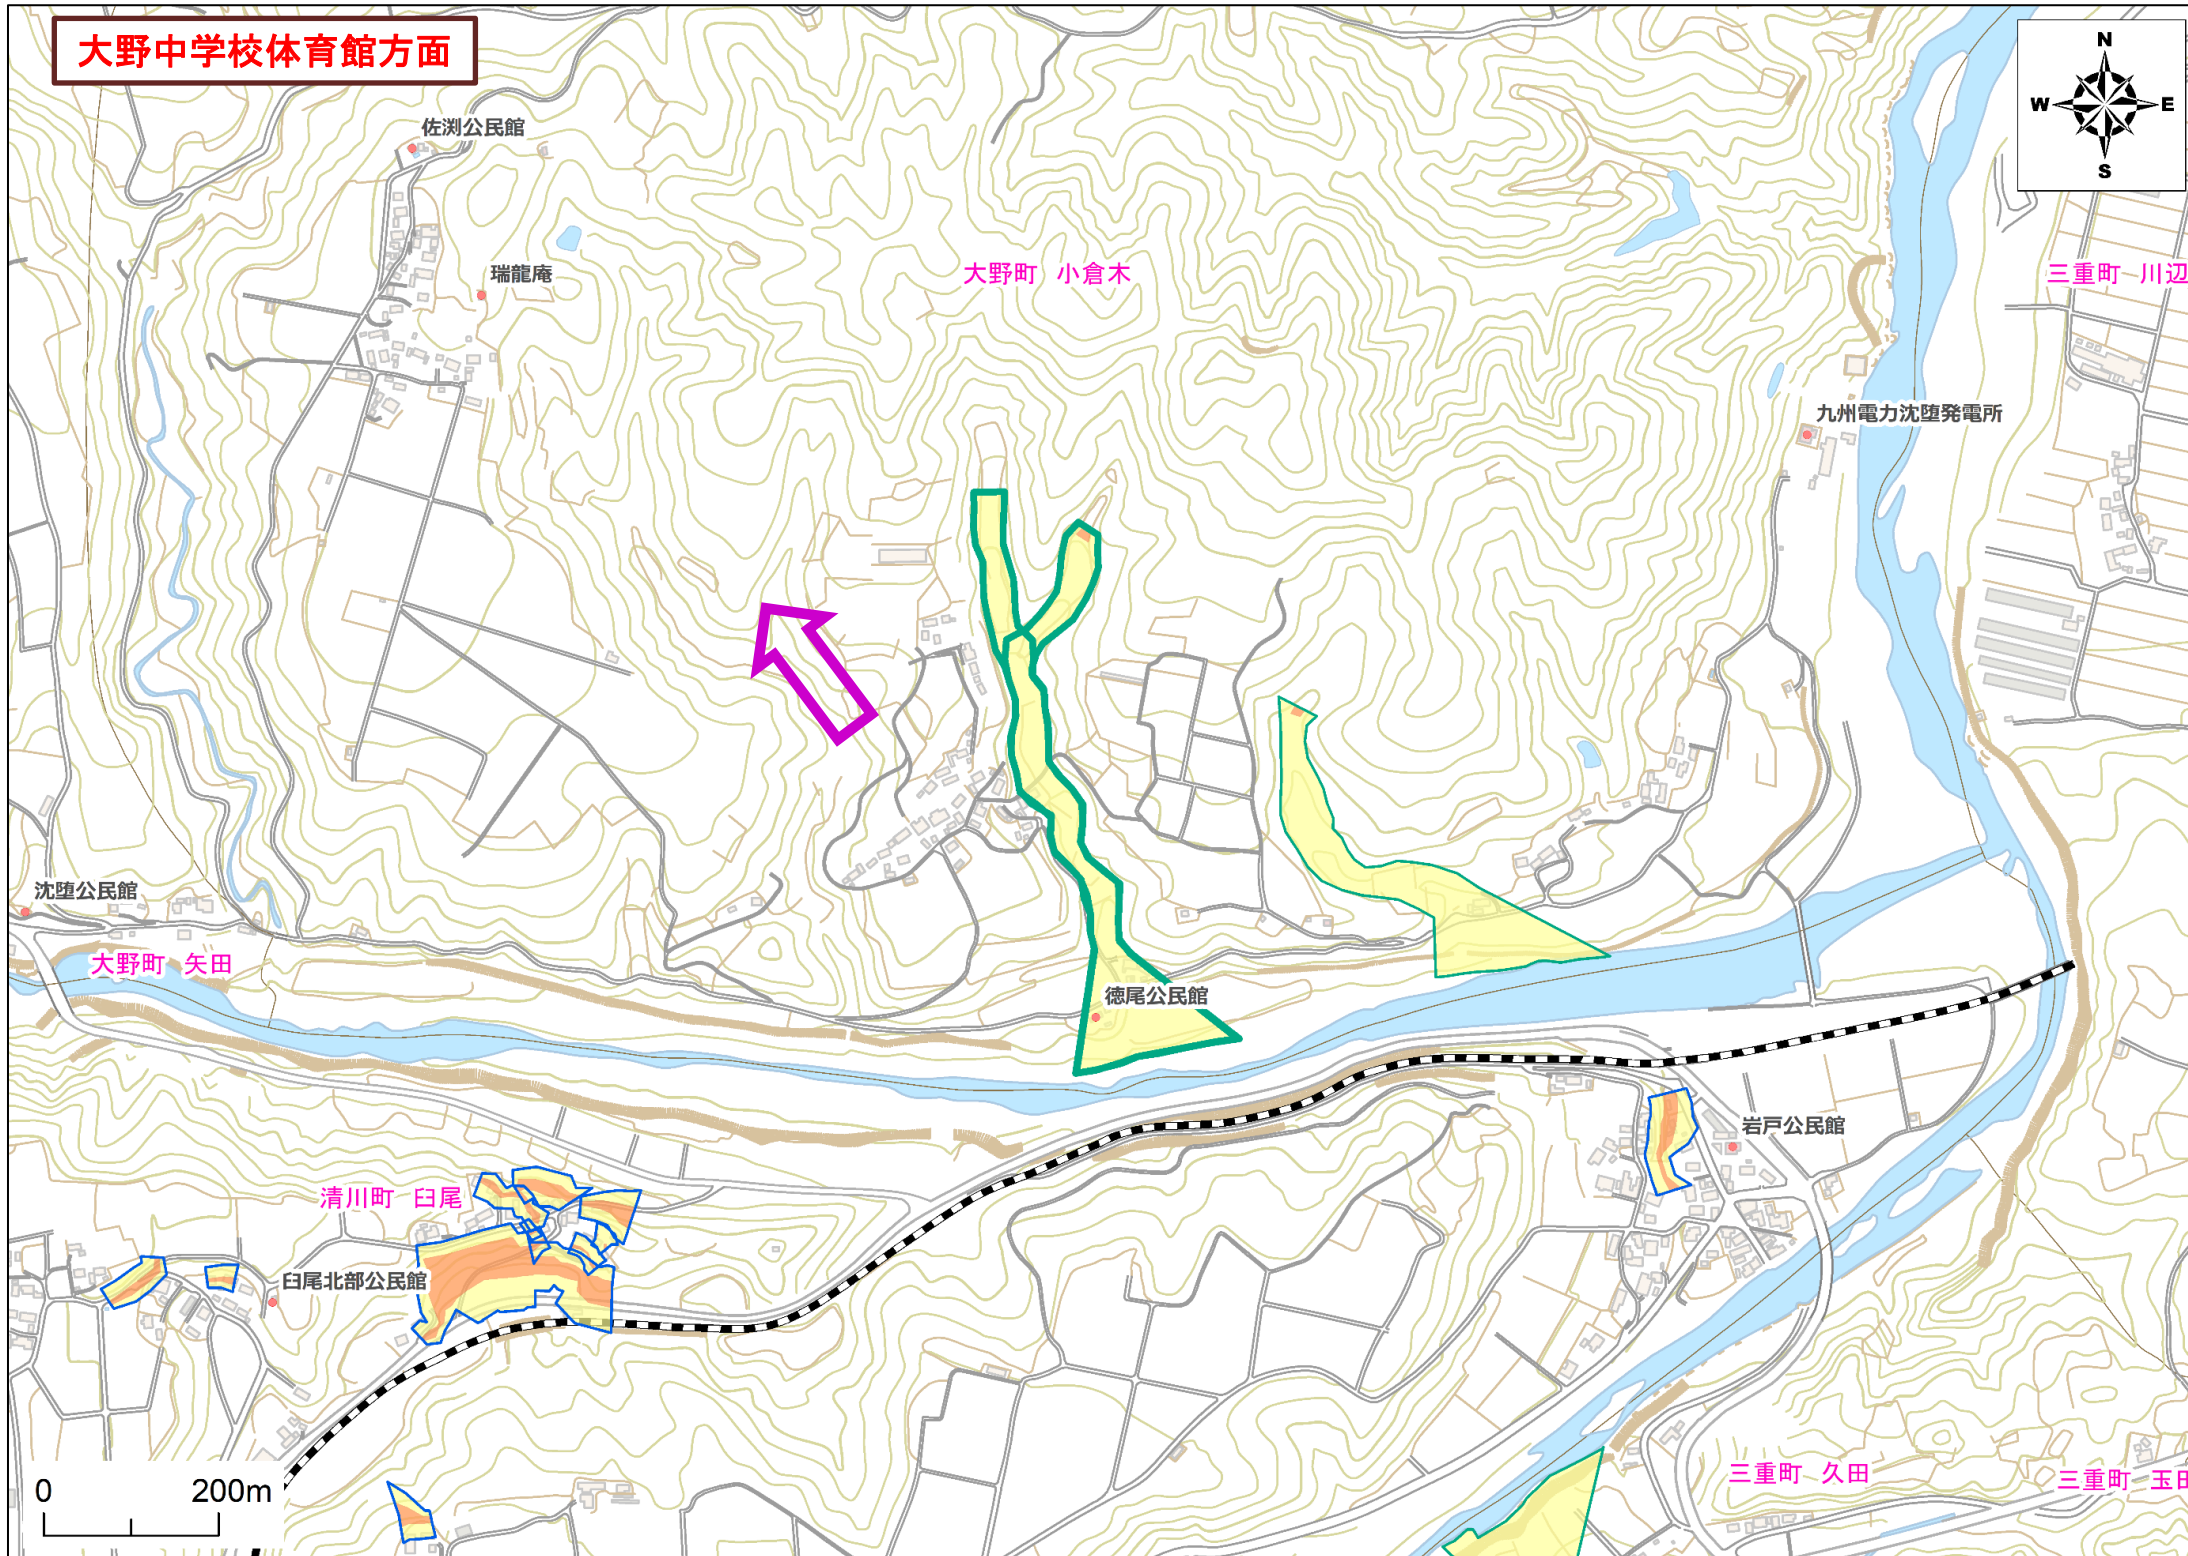 大野中学校体育館方面
N
W E
S
佐渕公民館
瑞龍庵
大野町 小倉木
三重町 川辺
九州電力沈堕発電所
沈堕公民館
大野町 矢田
徳尾公民館
岩戸公民館
清川町 臼尾
臼尾北部公民館
三重町 久田
三重町 玉田
0 200m